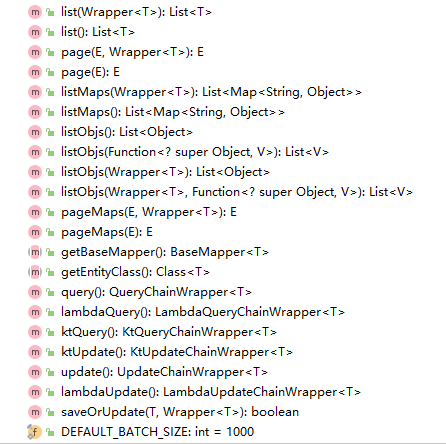 list(Wrapper<T>): List<T>
list(): List<T>
page(E, Wrapper<T>): E
page(E): E
listMaps(Wrapper<T>): List<Map<String, Object>>
listMaps(): List<Map<String, Object>>
listObjs(): List<Object>
listObjs(Function<? super Object, V>): List<V>
listObjs(Wrapper<T>): List<Object>
listObjs(Wrapper<T>, Function<? super Object, V>): List<V>
pageMaps(E, Wrapper<T>): E
pageMaps(E): E
getBaseMapper(): BaseMapper<T>
getEntityClass(): Class<T>
query(): QueryChainWrapper<T>
lambdaQuery(): LambdaQueryChainWrapper<T>
ktQuery(): KtQueryChainWrapper<T>
ktUpdate(): KtUpdateChainWrapper<T>
update(): UpdateChainWrapper<T>
lambdaUpdate(): LambdaUpdateChainWrapper<T>
saveOrUpdate(T, Wrapper<T>): boolean
DEFAULT_BATCH_SIZE: int = 1000